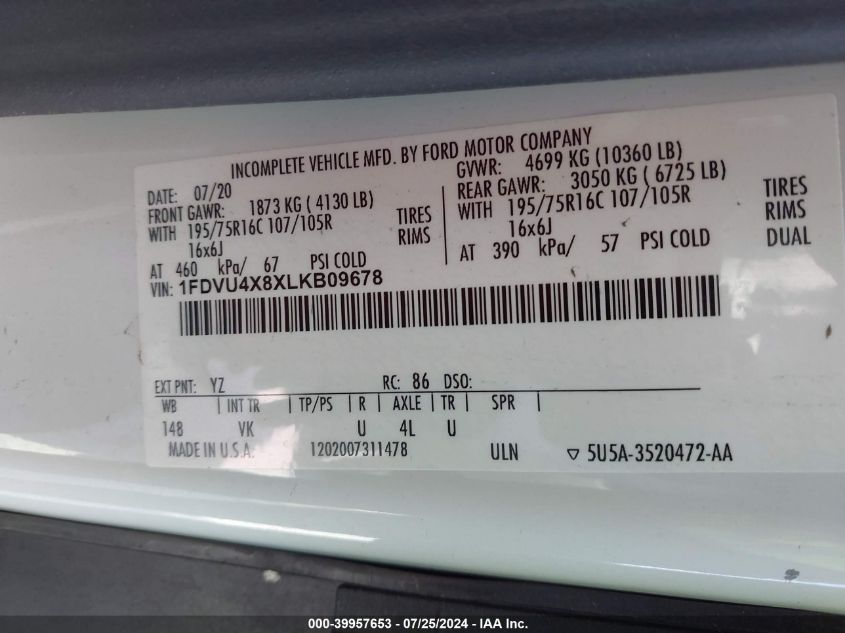 INCOMPLETE VEHICLE MFD. BY FORD MOTOR COMPANY
DATE: 07/20 GVWR: 4699 KG (10360 LB)
FRONT GAWR: 1873 KG ( 4130 LB) REAR GAWR: 3050 KG ( 6725 LB)
WITH 195/75R16C 107/105R TIRES WITH 195/75R16C 107/105R TIRES
16x6J RIMS 16x6J RIMS
AT 460 kPa/ 67 PSI COLD AT 390 kPa/ 57 PSI COLD DUAL
VIN: 1FDVU4X8XLKB09678
EXT PNT: YZ RC: 86 DSO:
WB INT TR TP/PS R AXLE TR SPR
148 VK U 4L U
MADE IN U.S.A. 1202007311478 ULN ▽ 5U5A-3520472-AA
000-39957653 - 07/25/2024 - © IAA, Inc.